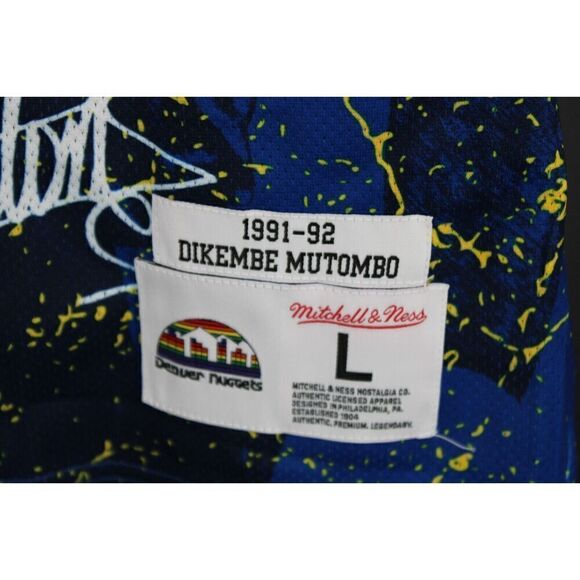 1991-92
DIKEMBE MUTOMBO
Denver Nuggets
Mitchell & Ness
L
MITCHELL & NESS NOSTALGIA CO.
AUTHENTIC LICENSED APPAREL
DESIGNED IN PHILADELPHIA, PA.
ESTABLISHED 1904
AUTHENTIC. PREMIUM. LEGENDARY.